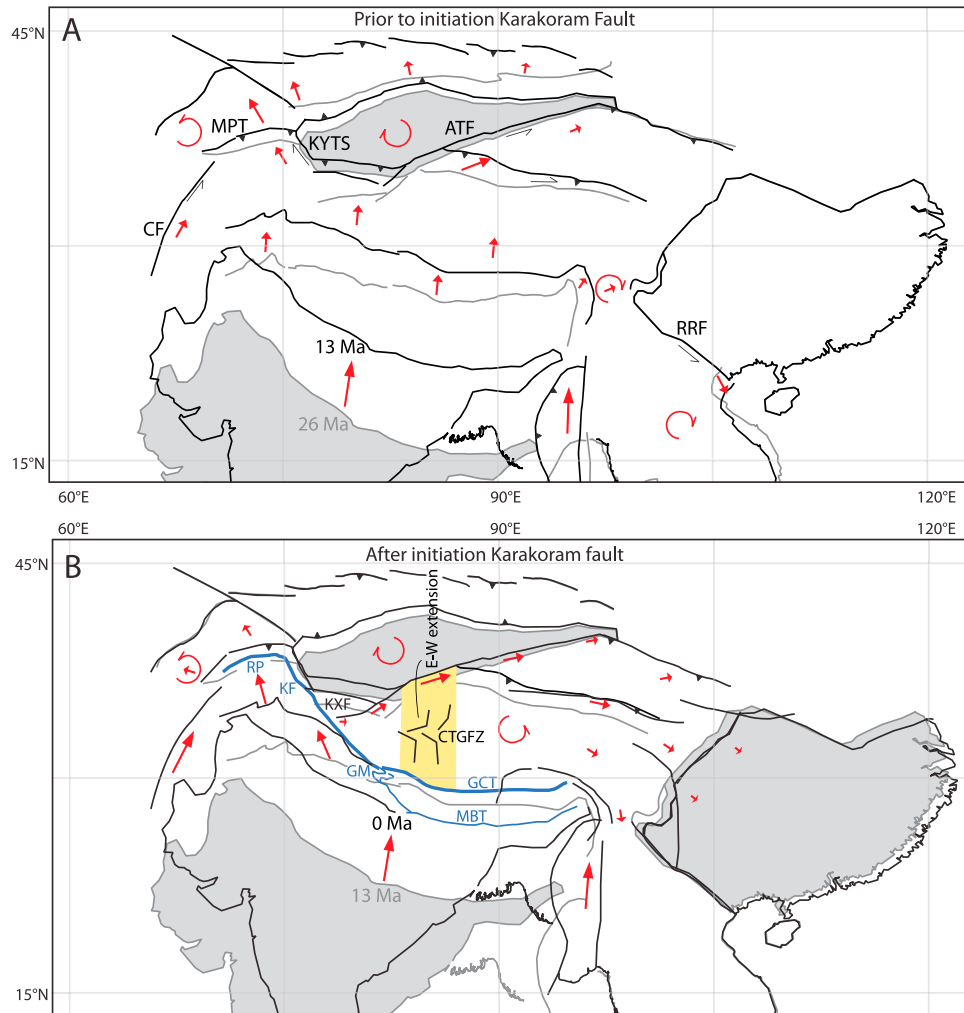 A
Prior to initiation Karakoram Fault
45°N
MPT
KYTS
ATF
CF
RRF
13 Ma
26 Ma
15°N
60°E
90°E
120°E
60°E
90°E
120°E
B
After initiation Karakoram fault
45°N
E-W extension
RP
KF
KXF
CTGFZ
GM
GCT
MBT
0 Ma
13 Ma
15°N